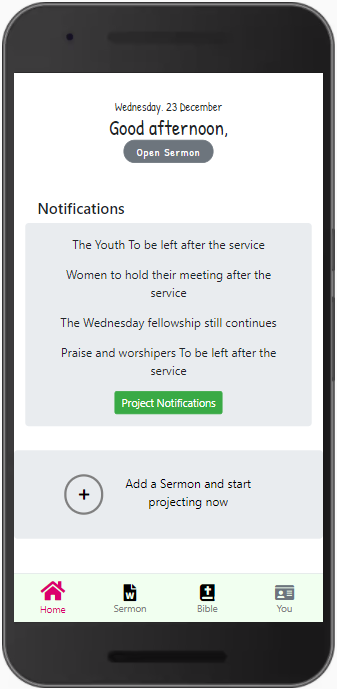 Wednesday. 23 December
Good afternoon,
Open Sermon
Notifications
The Youth To be left after the service
Women to hold their meeting after the
service
The Wednesday fellowship still continues
Praise and worshipers To be left after the
service
Project Notifications
Add a Sermon and start
projecting now
Home
Sermon
Bible
You